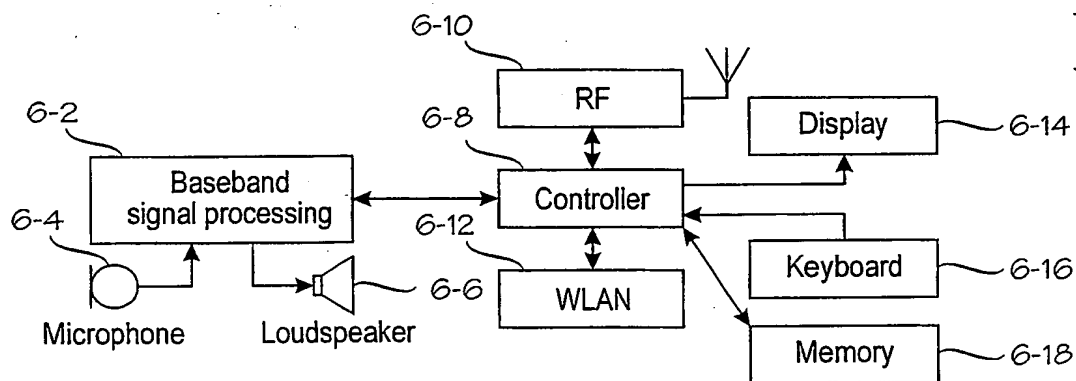 6-10
RF
6-2
6-8
Display
6-14
Baseband
signal processing
Controller
6-4
6-12
Keyboard
6-16
6-6
WLAN
Microphone
Loudspeaker
Memory
6-18